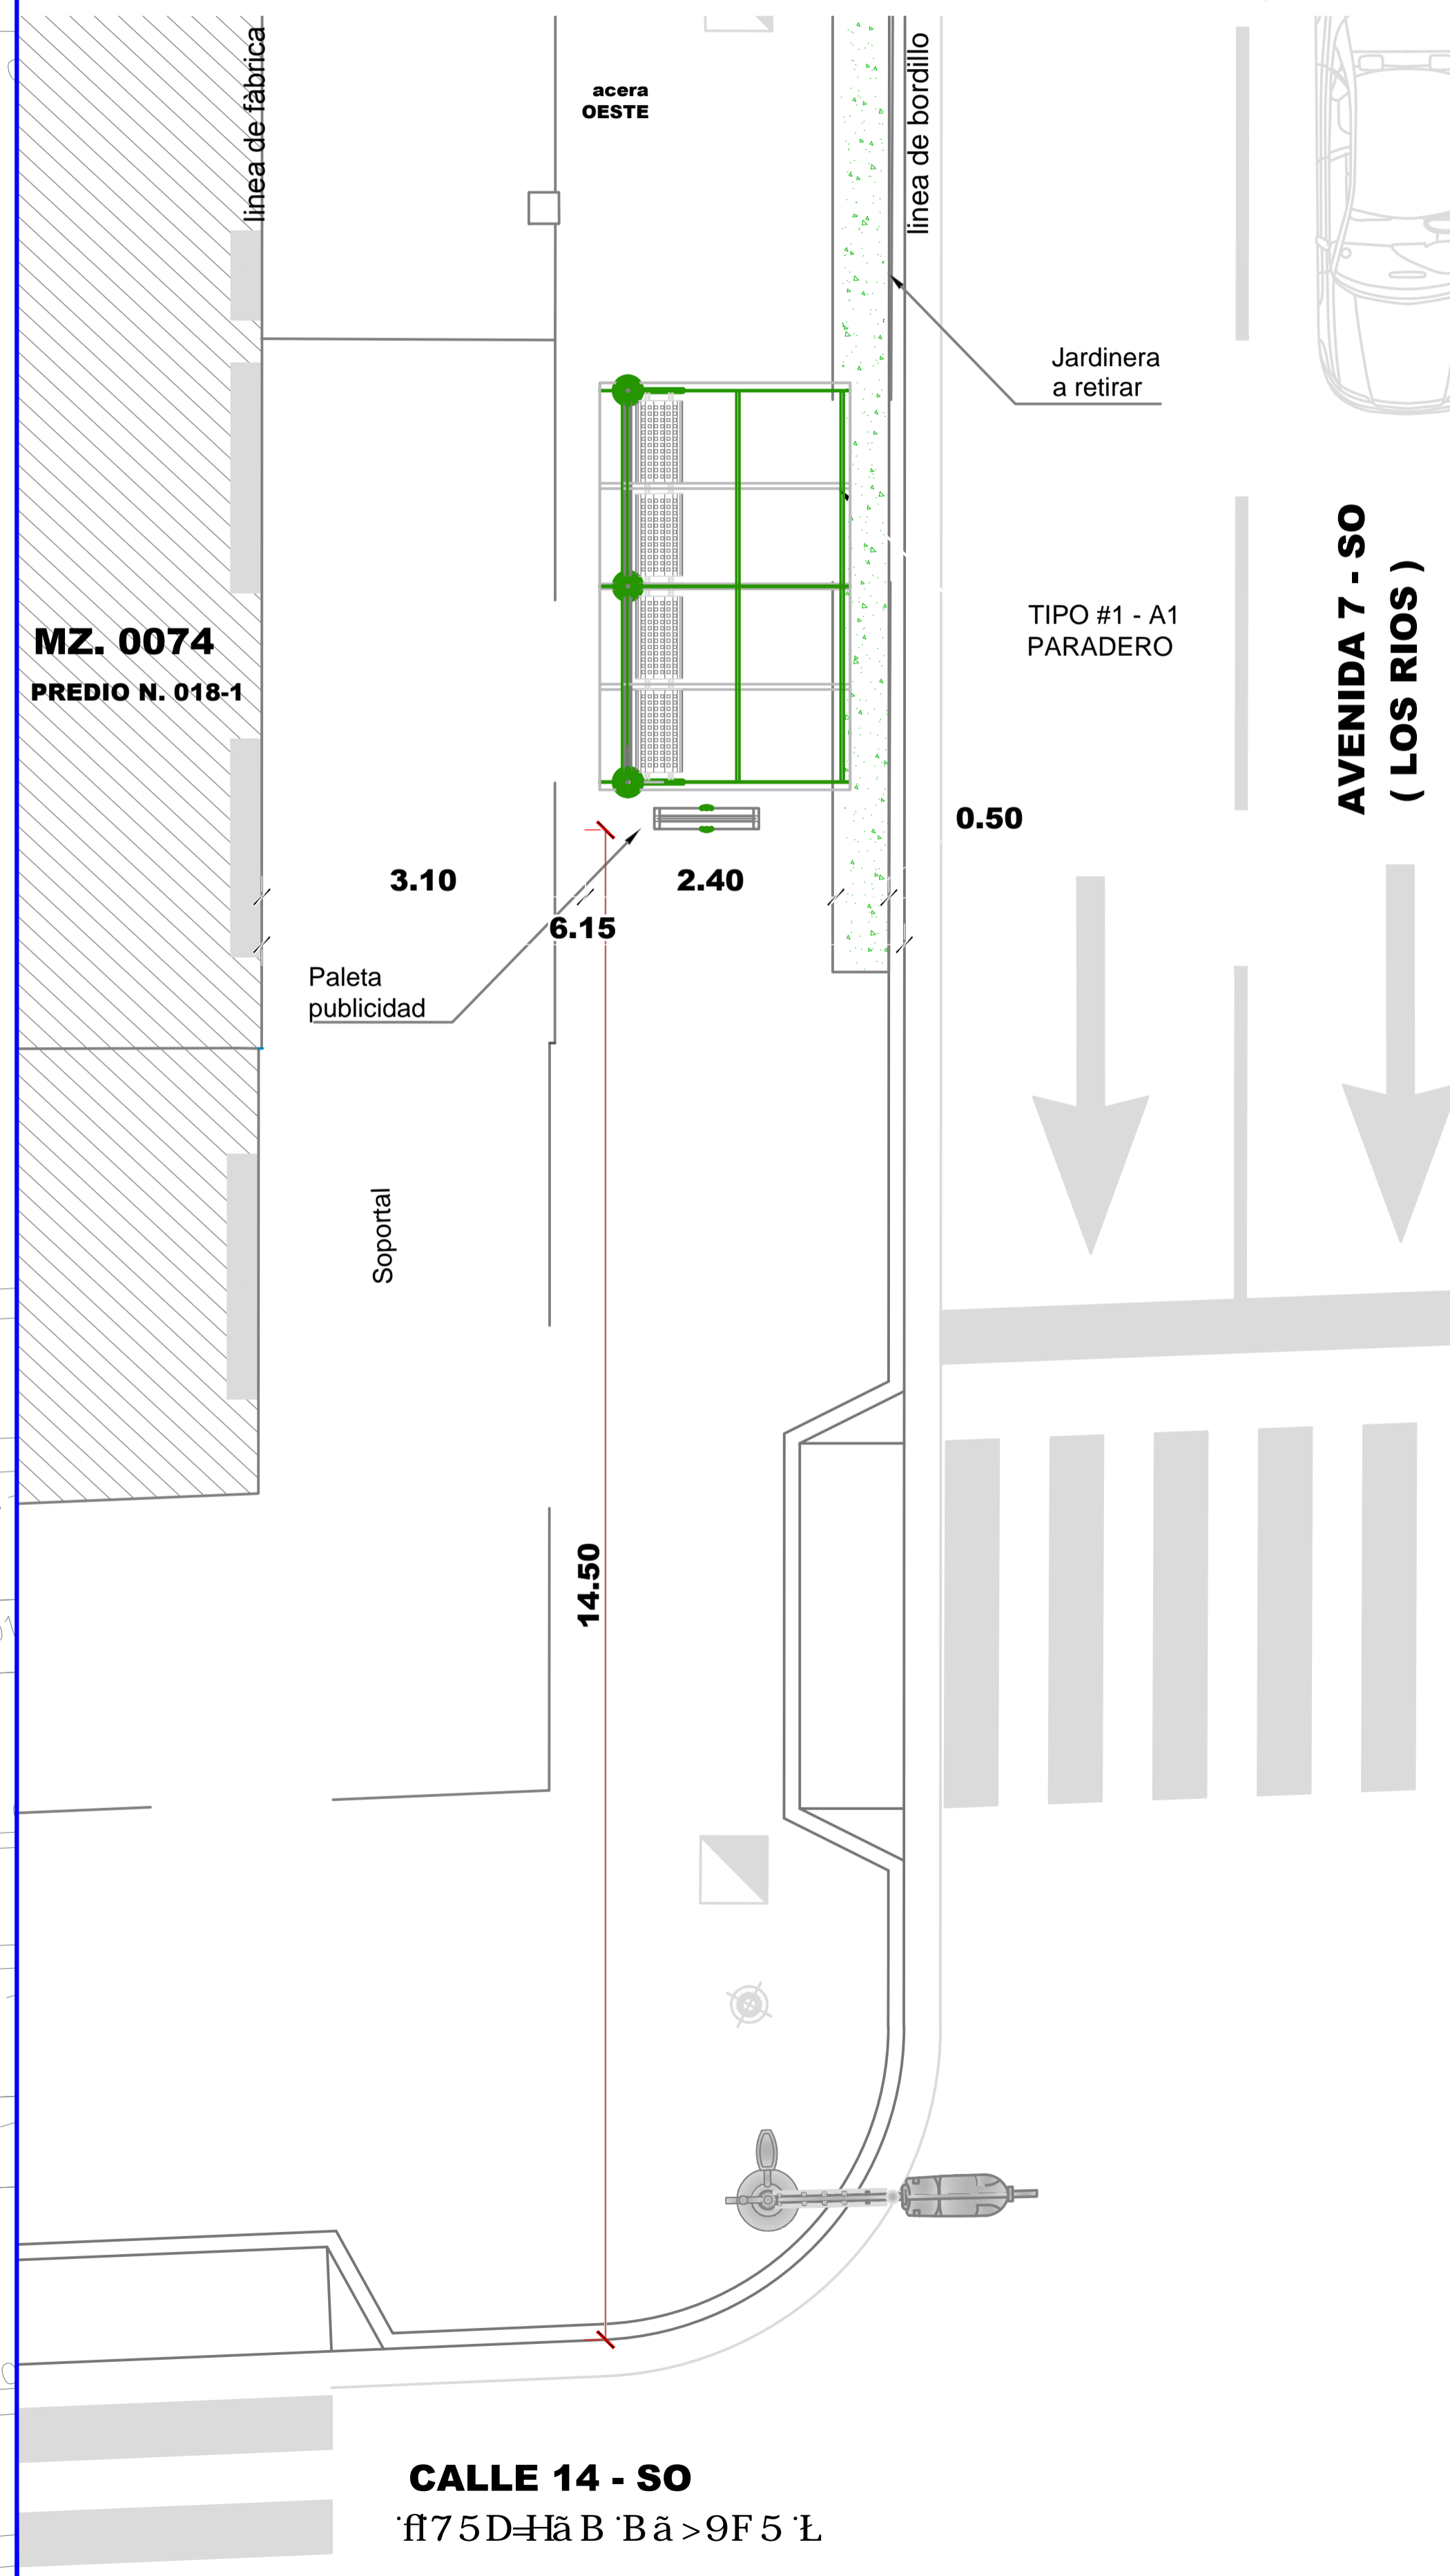 linea de fàbrica
acera
OESTE
linea de bordillo
Jardinera
a retirar
MZ. 0074
PREDIO N. 018-1
TIPO #1 - A1
PARADERO
AVENIDA 7 - SO
( LOS RIOS )
0.50
3.10
2.40
6.15
Paleta
publicidad
Soportal
14.50
CALLE 14 - SO